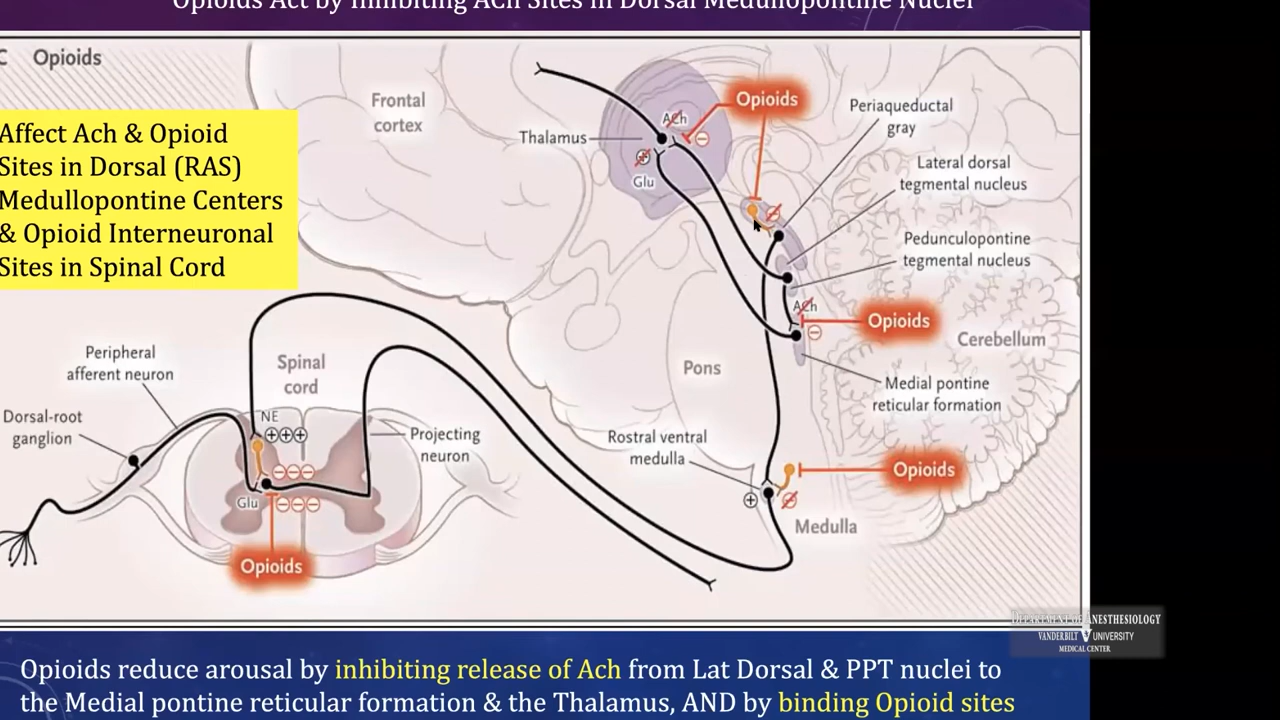 Opioids Act by Inhibiting ACh Sites in Dorsal Medullopontine Nuclei
C Opioids
Affect Ach & Opioid
Sites in Dorsal (RAS)
Medullopontine Centers
& Opioid Interneuronal
Sites in Spinal Cord
Frontal
cortex
Thalamus
ACh
Glu
Opioids
Periaqueductal
gray
Lateral dorsal
tegmental nucleus
Pedunculopontine
tegmental nucleus
ACh
Opioids
Cerebellum
Pons
Medial pontine
reticular formation
Peripheral
afferent neuron
Spinal
cord
Dorsal-root
ganglion
NE
Projecting
neuron
Glu
Opioids
Rostral ventral
medulla
Opioids
Medulla
DEPARTMENT OF ANESTHESIOLOGY
VANDERBILT UNIVERSITY
MEDICAL CENTER
Opioids reduce arousal by inhibiting release of Ach from Lat Dorsal & PPT nuclei to
the Medial pontine reticular formation & the Thalamus, AND by binding Opioid sites